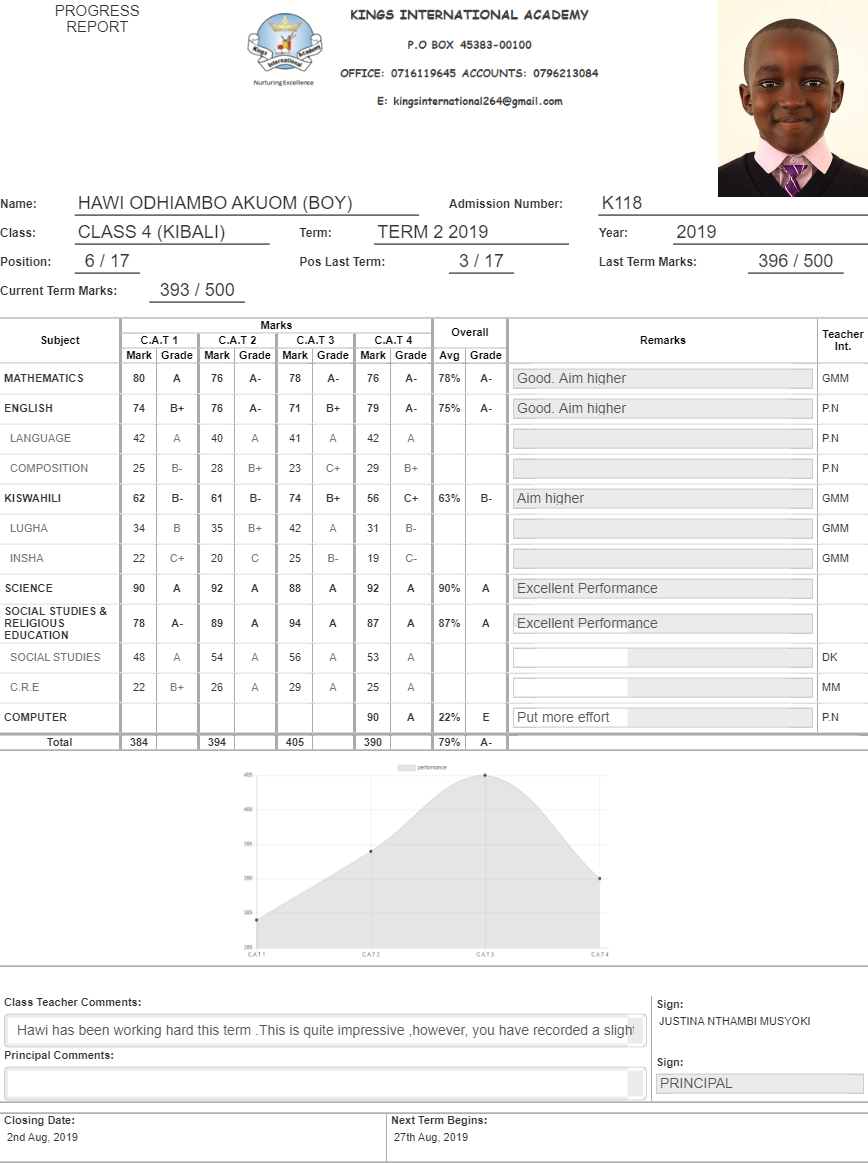 PROGRESS
REPORT
KINGS INTERNATIONAL ACADEMY
P.O BOX 45383-00100
OFFICE: 0716119645 ACCOUNTS: 0796213084
E: kingsinternational264@gmail.com
Kings Academy
International
Nurturing Excellence
Name: HAWI ODHIAMBO AKUOM (BOY) Admission Number: K118
Class: CLASS 4 (KIBALI) Term: TERM 2 2019 Year: 2019
Position: 6 / 17 Pos Last Term: 3 / 17 Last Term Marks: 396 / 500
Current Term Marks: 393 / 500
Subject Marks Overall Remarks Teacher Int.
C.A.T 1 C.A.T 2 C.A.T 3 C.A.T 4
Mark Grade Mark Grade Mark Grade Mark Grade Avg Grade
MATHEMATICS 80 A 76 A- 78 A- 76 A- 78% A- Good. Aim higher GMM
ENGLISH 74 B+ 76 A- 71 B+ 79 A- 75% A- Good. Aim higher P.N
LANGUAGE 42 A 40 A 41 A 42 A P.N
COMPOSITION 25 B- 28 B+ 23 C+ 29 B+ P.N
KISWAHILI 62 B- 61 B- 74 B+ 56 C+ 63% B- Aim higher GMM
LUGHA 34 B 35 B+ 42 A 31 B- GMM
INSHA 22 C+ 20 C 25 B- 19 C- GMM
SCIENCE 90 A 92 A 88 A 92 A 90% A Excellent Performance
SOCIAL STUDIES &
RELIGIOUS
EDUCATION 78 A- 89 A 94 A 87 A 87% A Excellent Performance
SOCIAL STUDIES 48 A 54 A 56 A 53 A DK
C.R.E 22 B+ 26 A 29 A 25 A MM
COMPUTER 90 A 22% E Put more effort P.N
Total 384 394 405 390 79% A-
performance
405
400
395
390
385
380
C.A.T 1 C.A.T 2 C.A.T 3 C.A.T 4
Class Teacher Comments:
Hawi has been working hard this term .This is quite impressive ,however, you have recorded a slight
Sign:
JUSTINA NTHAMBI MUSYOKI
Principal Comments:
Sign:
PRINCIPAL
Closing Date: Next Term Begins:
2nd Aug, 2019 27th Aug, 2019